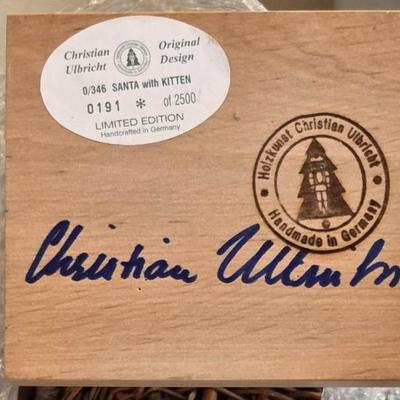 Christian Ulbricht
Original Design
0/346 SANTA with KITTEN
0191 * of 2500
LIMITED EDITION
Handcrafted in Germany
Holzkunst Christian Ulbricht
Handmade in Germany
Christian